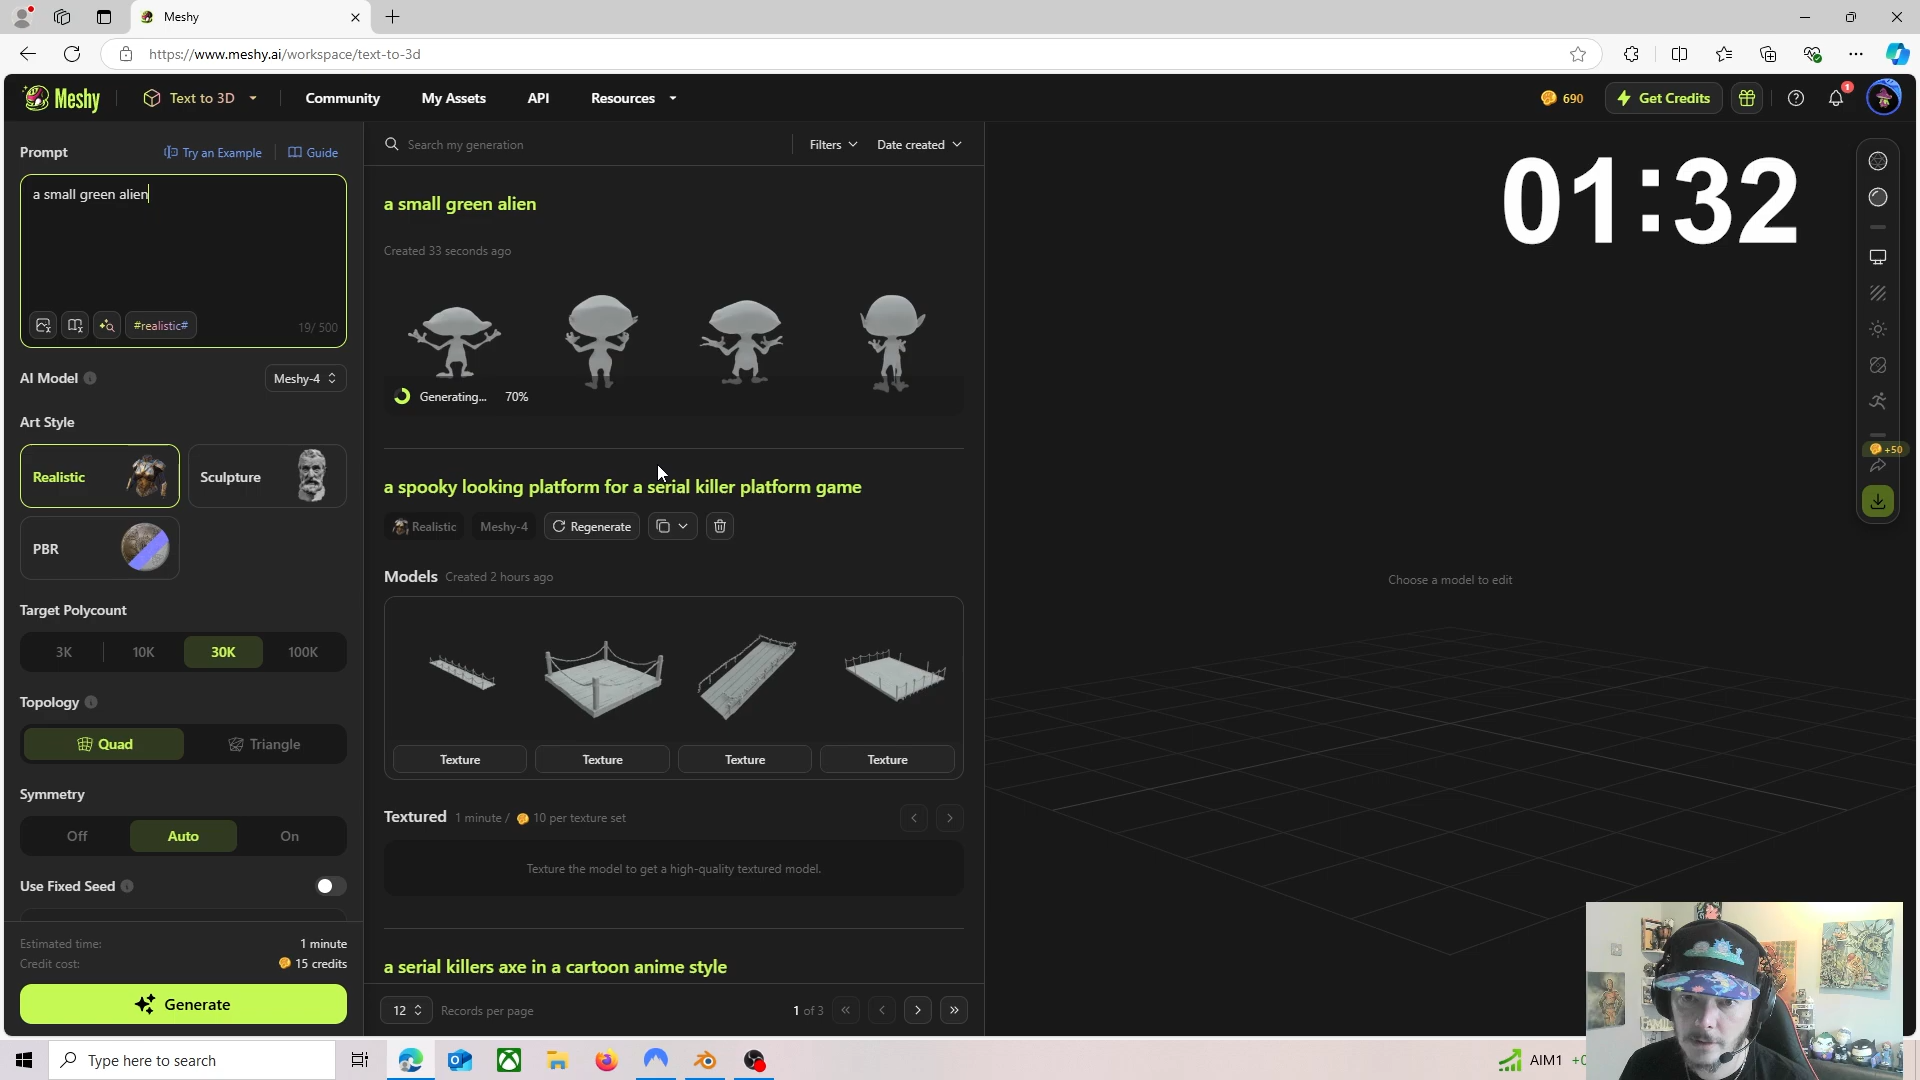 Meshy
https://www.meshy.ai/workspace/text-to-3d
Meshy
Text to 3D
Community
My Assets
API
Resources
690
Get Credits
1
Prompt
Try an Example
Guide
a small green alien
#realistic#
19/ 500
AI Model
Meshy-4
Art Style
Realistic
Sculpture
PBR
Target Polycount
3K
10K
30K
100K
Topology
Quad
Triangle
Symmetry
Off
Auto
On
Use Fixed Seed
Estimated time:
1 minute
Credit cost:
15 credits
Generate
Search my generation
Filters
Date created
a small green alien
Created 33 seconds ago
Generating...
70%
a spooky looking platform for a serial killer platform game
Realistic
Meshy-4
Regenerate
Models
Created 2 hours ago
Texture
Texture
Texture
Texture
Textured
1 minute /
10 per texture set
Texture the model to get a high-quality textured model.
a serial killers axe in a cartoon anime style
12
Records per page
1 of 3
01:32
+50
Choose a model to edit
Type here to search
AIM1
+0